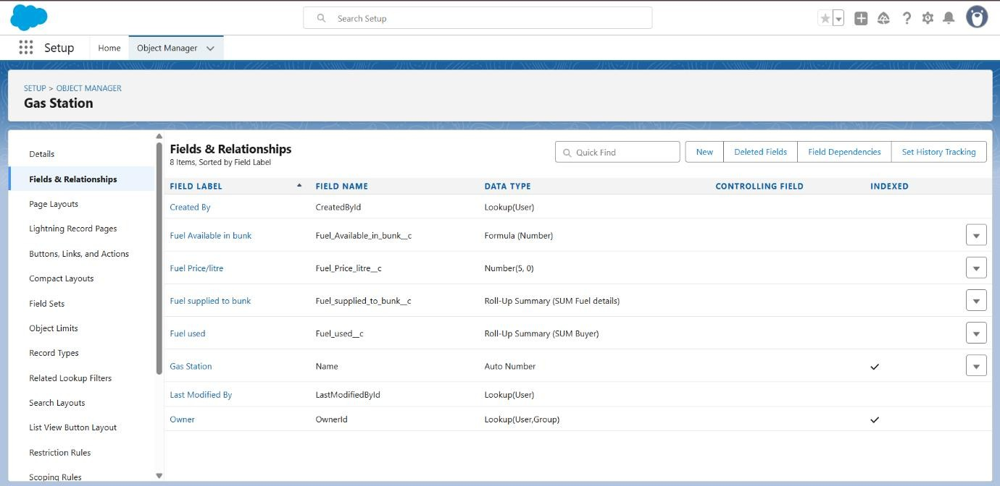 Search Setup
Setup Home Object Manager
SETUP > OBJECT MANAGER
Gas Station
Details
Fields & Relationships
Page Layouts
Lightning Record Pages
Buttons, Links, and Actions
Compact Layouts
Field Sets
Object Limits
Record Types
Related Lookup Filters
Search Layouts
List View Button Layout
Restriction Rules
Scoping Rules
Fields & Relationships
8 Items, Sorted by Field Label
Quick Find New Deleted Fields Field Dependencies Set History Tracking
FIELD LABEL FIELD NAME DATA TYPE CONTROLLING FIELD INDEXED
Created By CreatedById Lookup(User)
Fuel Available in bunk Fuel_Available_in_bunk__c Formula (Number)
Fuel Price/litre Fuel_Price_litre__c Number(5, 0)
Fuel supplied to bunk Fuel_supplied_to_bunk__c Roll-Up Summary (SUM Fuel details)
Fuel used Fuel_used__c Roll-Up Summary (SUM Buyer)
Gas Station Name Auto Number
Last Modified By LastModifiedById Lookup(User)
Owner OwnerId Lookup(User,Group)